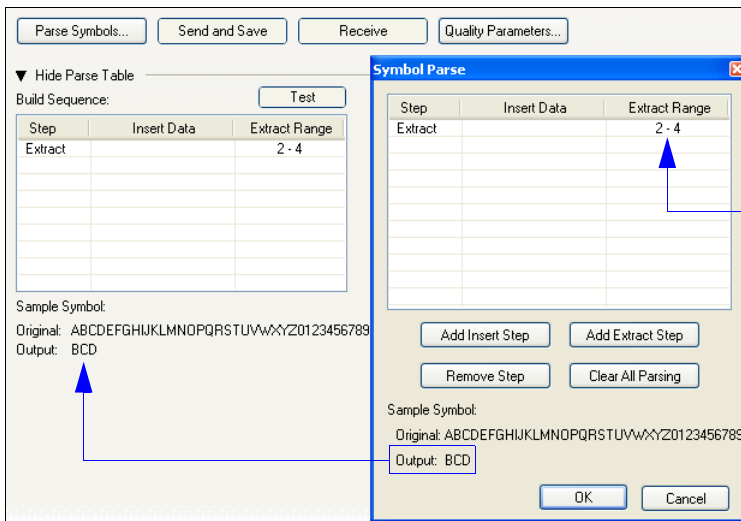 Parse Symbols... Send and Save Receive Quality Parameters...
Hide Parse Table
Build Sequence: Test
Step Insert Data Extract Range
Extract 2 - 4
Sample Symbol:
Original: ABCDEFGHIJKLMNOPQRSTUVWXYZ0123456789
Output: BCD
Symbol Parse
Step Insert Data Extract Range
Extract 2 - 4
Add Insert Step Add Extract Step
Remove Step Clear All Parsing
Sample Symbol:
Original: ABCDEFGHIJKLMNOPQRSTUVWXYZ0123456789
Output: BCD
OK Cancel